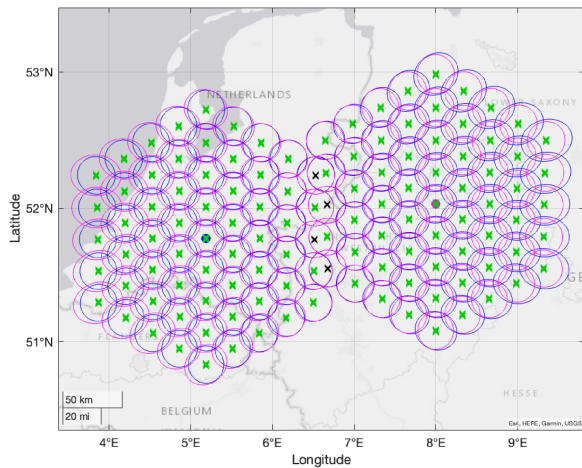 53°N
NETHERLANDS
LOWER SAXONY
52°N
Latitude
51°N
50 km
20 mi
BELGIUM
HESSE
Esri, HERE, Garmin, USGS
4°E
5°E
6°E
7°E
8°E
9°E
Longitude